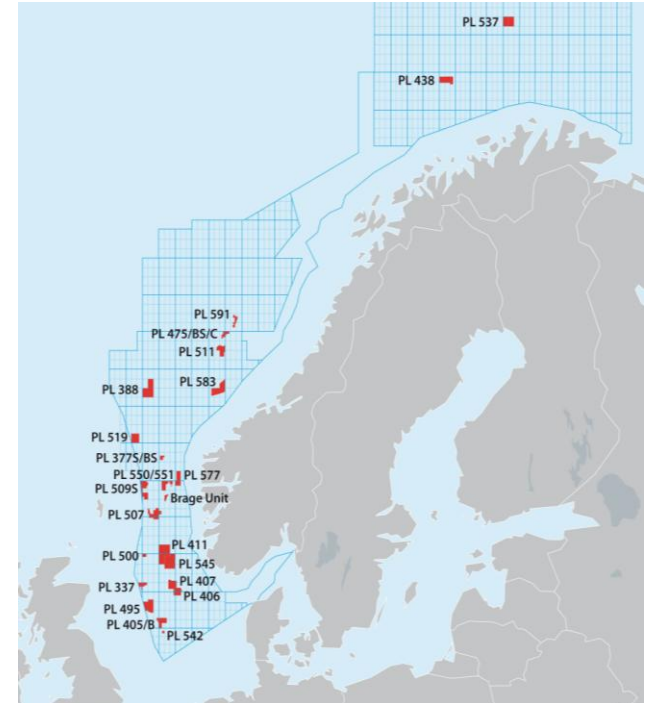 PL 537
PL 438
PL 591
PL 475/BS/C
PL 511
PL 583
PL 388
PL 519
PL 377S/BS
PL 550/551
PL 577
PL 509S
Brage Unit
PL 507
PL 411
PL 500
PL 545
PL 407
PL 337
PL 406
PL 495
PL 405/B
PL 542